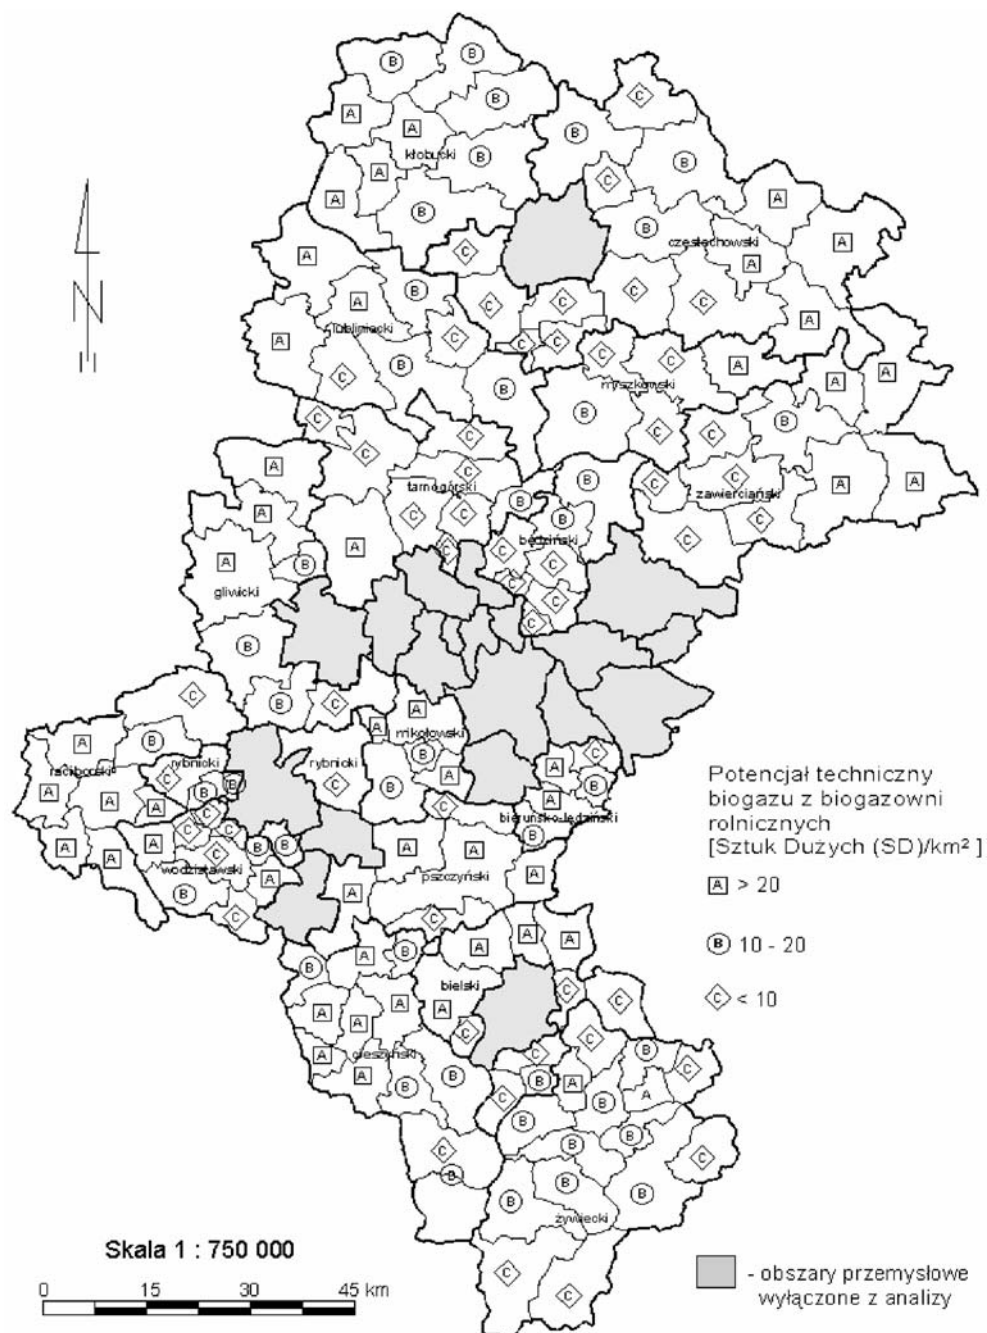 B
B
B
C
A
A
B
B
kłobucki
B
B
A
C
A
A
B
B
częstochowski
A
C
A
A
B
A
C
C
C
C
lubliniecki
A
A
C
B
C
C
C
C
myszkowski
A
A
A
C
B
B
C
B
C
C
C
C
A
C
tarnogórski
B
C
C
zawierciański
A
A
A
C
C
B
B
C
będziński
C
C
A
A
B
gliwicki
C
C
C
C
B
C
B
C
A
A
mikołowski
A
B
raciborski
rybnicki
rybnicki
B
A
A
C
C
B
B
C
B
A
A
A
C
A
B
bieruńsko-lędziński
B
C
A
C
C
B
B
A
A
C
wodzisławski
A
A
pszczyński
A
A
B
C
A
C
A
A
A
B
B
A
bielski
A
A
A
A
C
C
C
C
cieszyński
A
A
B
B
C
B
C
A
B
C
A
B
B
B
B
C
C
B
B
B
B
żywiecki
C
C
Potencjał techniczny
biogazu z biogazowni
rolnicznych
[Sztuk Dużych (SD)/km² ]
A > 20
B 10 - 20
C < 10
N
Skala 1 : 750 000
0 15 30 45 km
- obszary przemysłowe
wyłączone z analizy